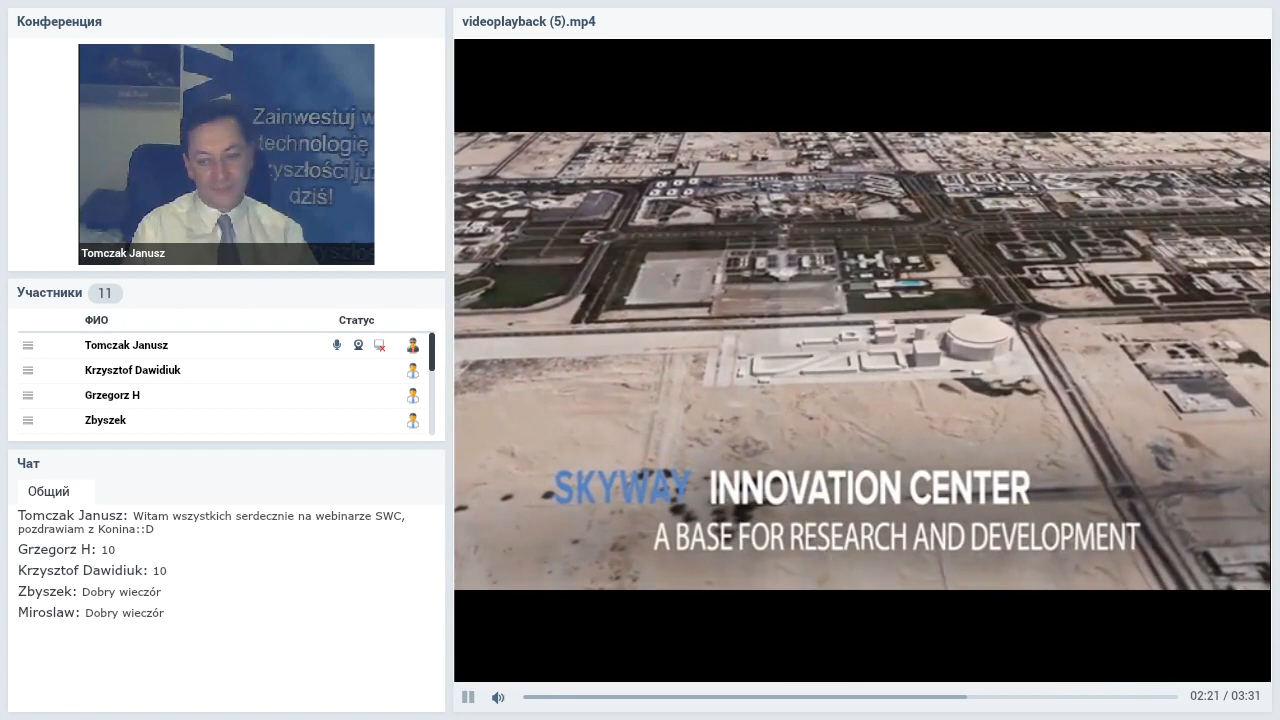 Конференция
Zainwestuj w
technologię
dziś!
Tomczak Janusz
Участники 11
ФИО Статус
Tomczak Janusz
Krzysztof Dawidiuk
Grzegorz H
Zbyszek
Чат
Общий
Tomczak Janusz: Witam wszystkich serdecznie na webinarze SWC,
pozdrawiam z Konina::D
Grzegorz H: 10
Krzysztof Dawidiuk: 10
Zbyszek: Dobry wieczór
Miroslaw: Dobry wieczór
videoplayback (5).mp4
SKYWAY INNOVATION CENTER
A BASE FOR RESEARCH AND DEVELOPMENT
02:21 / 03:31